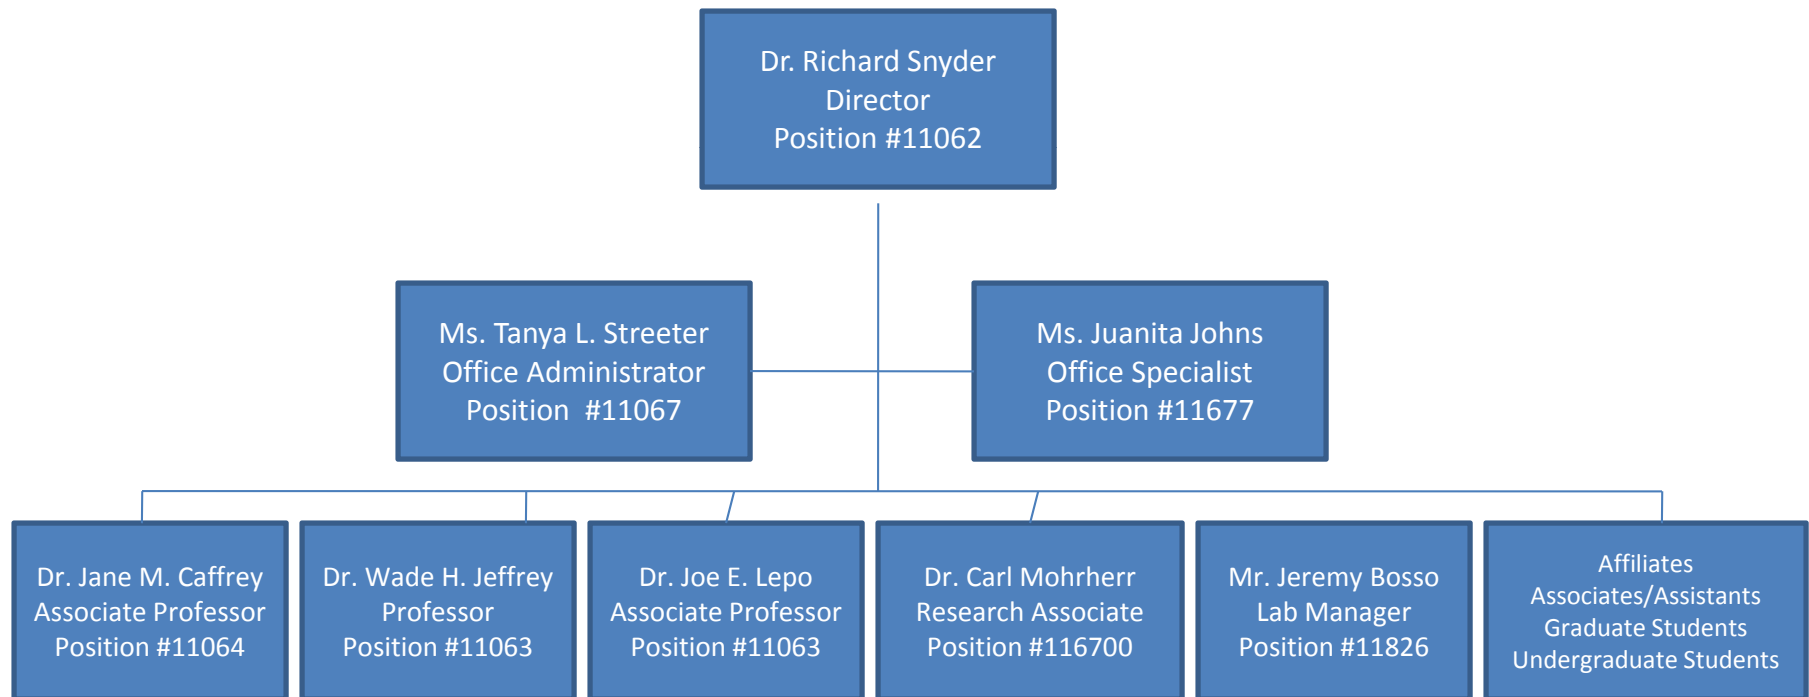 Dr. Richard Snyder
Director
Position #11062
Ms. Tanya L. Streeter
Office Administrator
Position  #11067
Ms. Juanita Johns
Office Specialist
Position #11677
Dr. Jane M. Caffrey
Associate Professor
Position #11064
Dr. Wade H. Jeffrey
Professor
Position #11063
Dr. Joe E. Lepo
Associate Professor
Position #11063
Dr. Carl Mohrherr
Research Associate
Position #116700
Mr. Jeremy Bosso
Lab Manager
Position #11826
Affiliates
Associates/Assistants
Graduate Students
Undergraduate Students